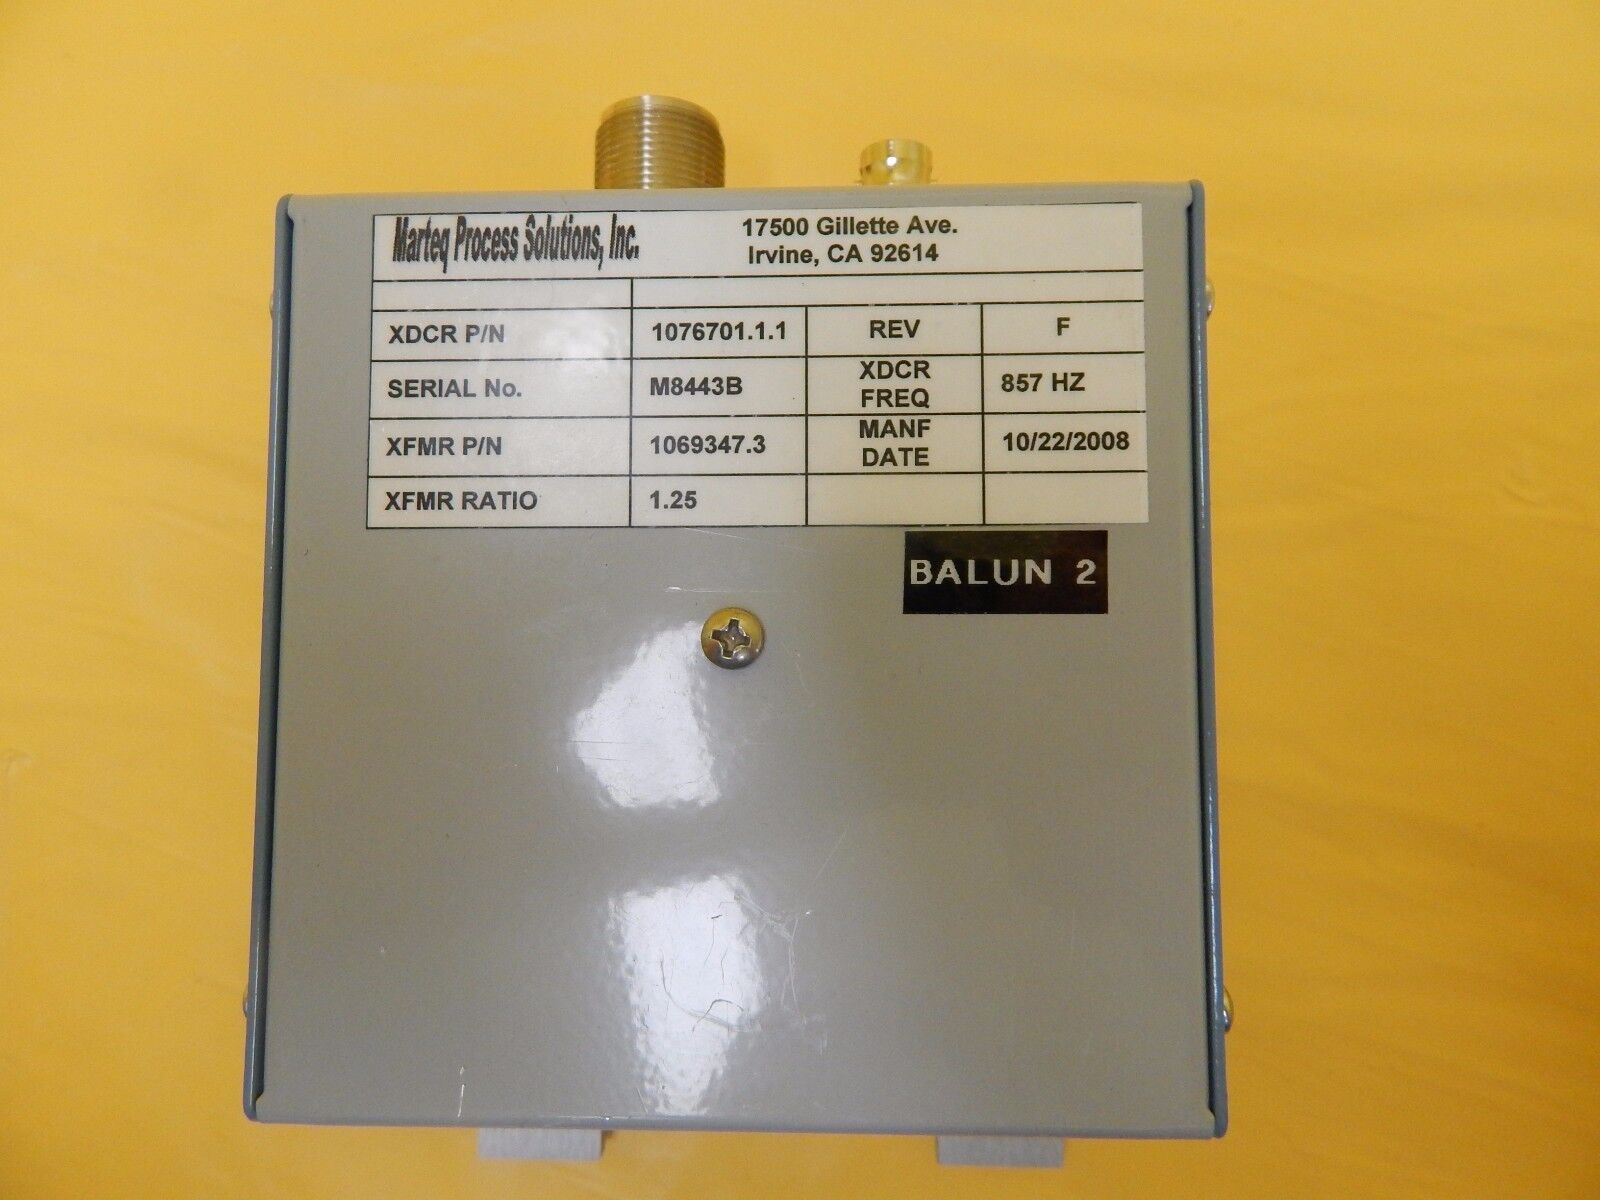 Marteq Process Solutions, Inc. 17500 Gillette Ave.
Irvine, CA 92614
XDCR P/N 1076701.1.1 REV F
SERIAL No. M8443B XDCR FREQ 857 HZ
XFMR P/N 1069347.3 MANF DATE 10/22/2008
XFMR RATIO 1.25
BALUN 2